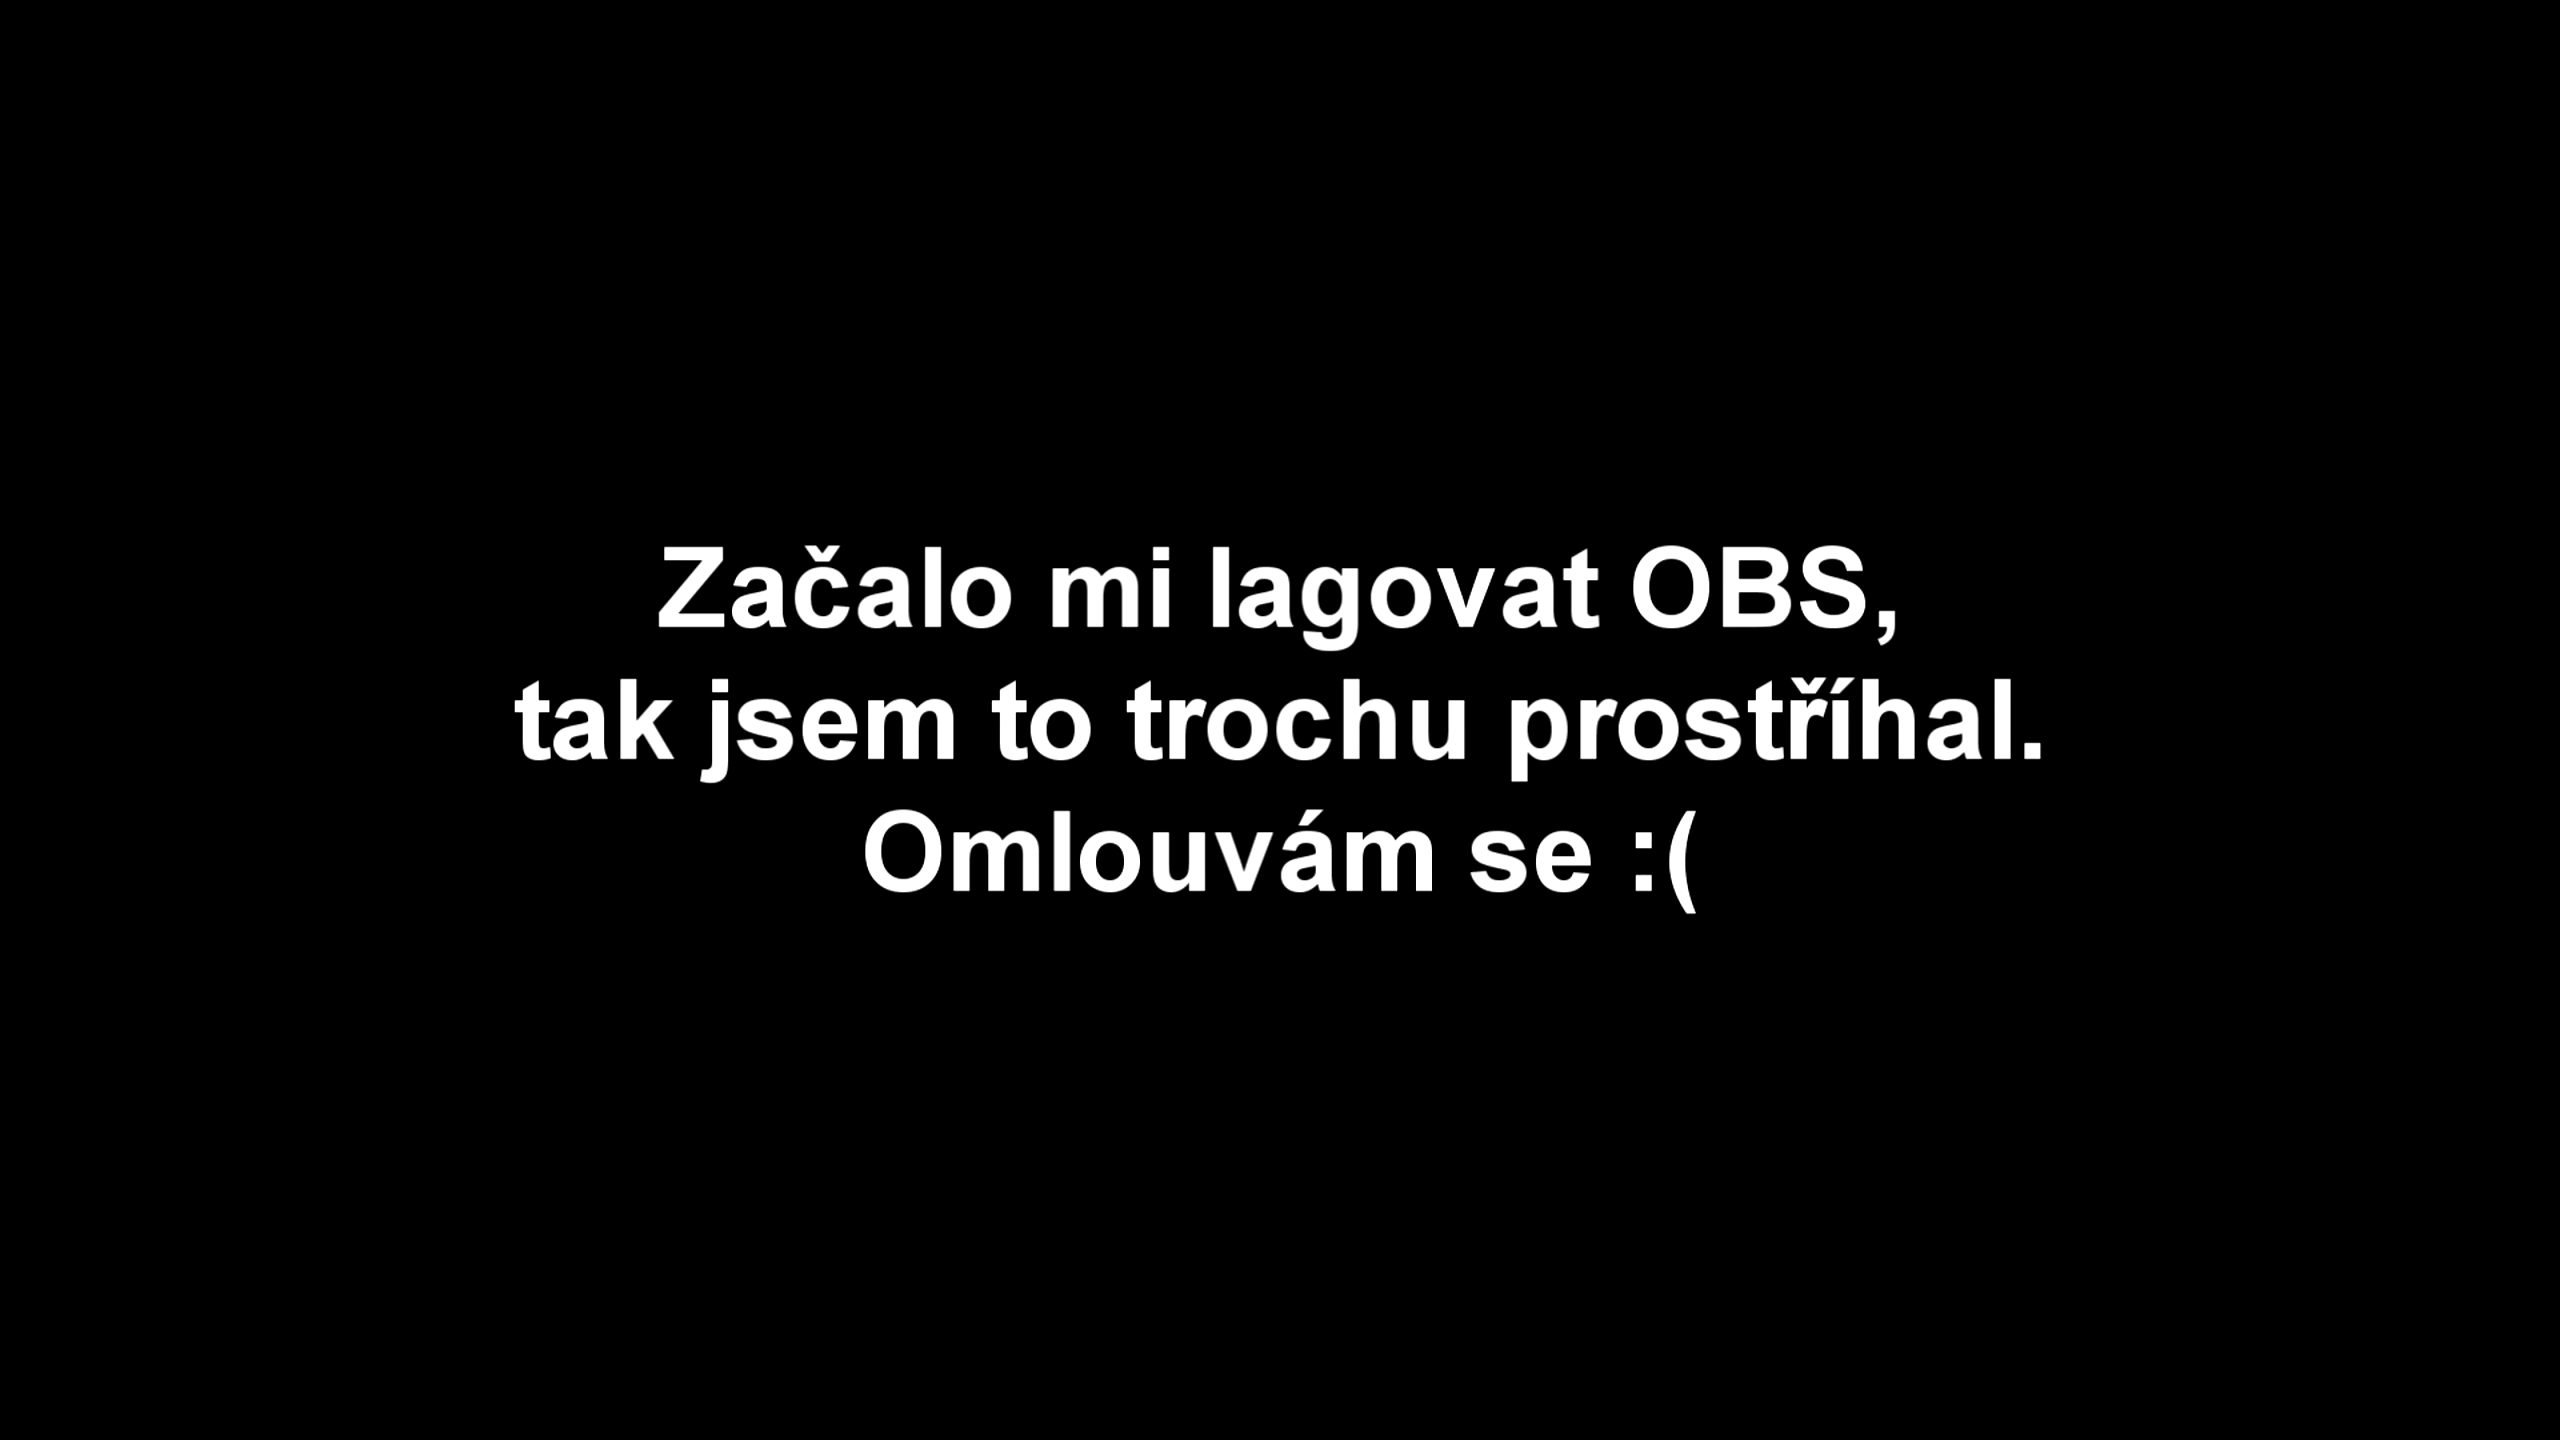 Začalo mi lagovat OBS,
tak jsem to trochu prostříhal.
Omlouvám se :(